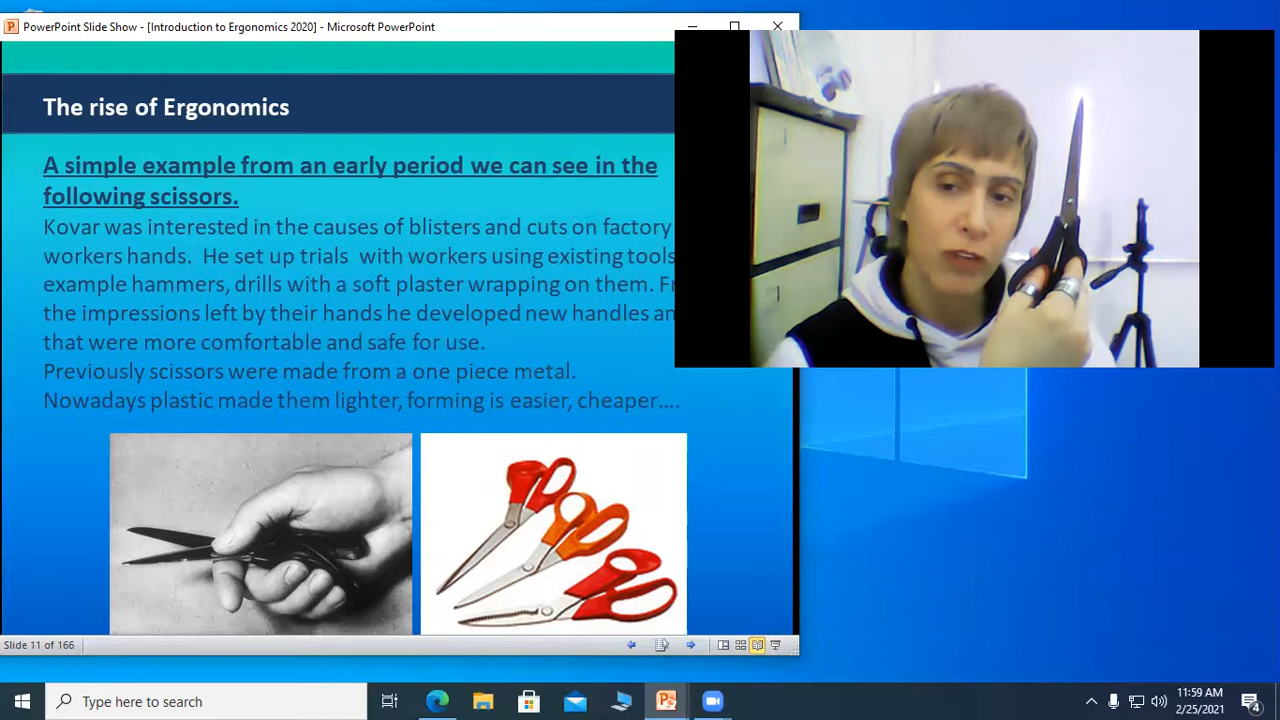 PowerPoint Slide Show - [Introduction to Ergonomics 2020] - Microsoft PowerPoint
The rise of Ergonomics
A simple example from an early period we can see in the
following scissors.
Kovar was interested in the causes of blisters and cuts on factory
workers hands. He set up trials with workers using existing tools
example hammers, drills with a soft plaster wrapping on them.
the impressions left by their hands he developed new handles
that were more comfortable and safe for use.
Previously scissors were made from a one piece metal.
Nowadays plastic made them lighter, forming is easier, cheaper....
Slide 11 of 166
Type here to search
11:59 AM
2/25/2021
4